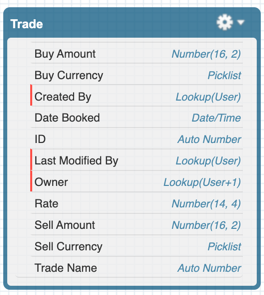 Trade
Buy Amount Number(16, 2)
Buy Currency Picklist
Created By Lookup(User)
Date Booked Date/Time
ID Auto Number
Last Modified By Lookup(User)
Owner Lookup(User+1)
Rate Number(14, 4)
Sell Amount Number(16, 2)
Sell Currency Picklist
Trade Name Auto Number